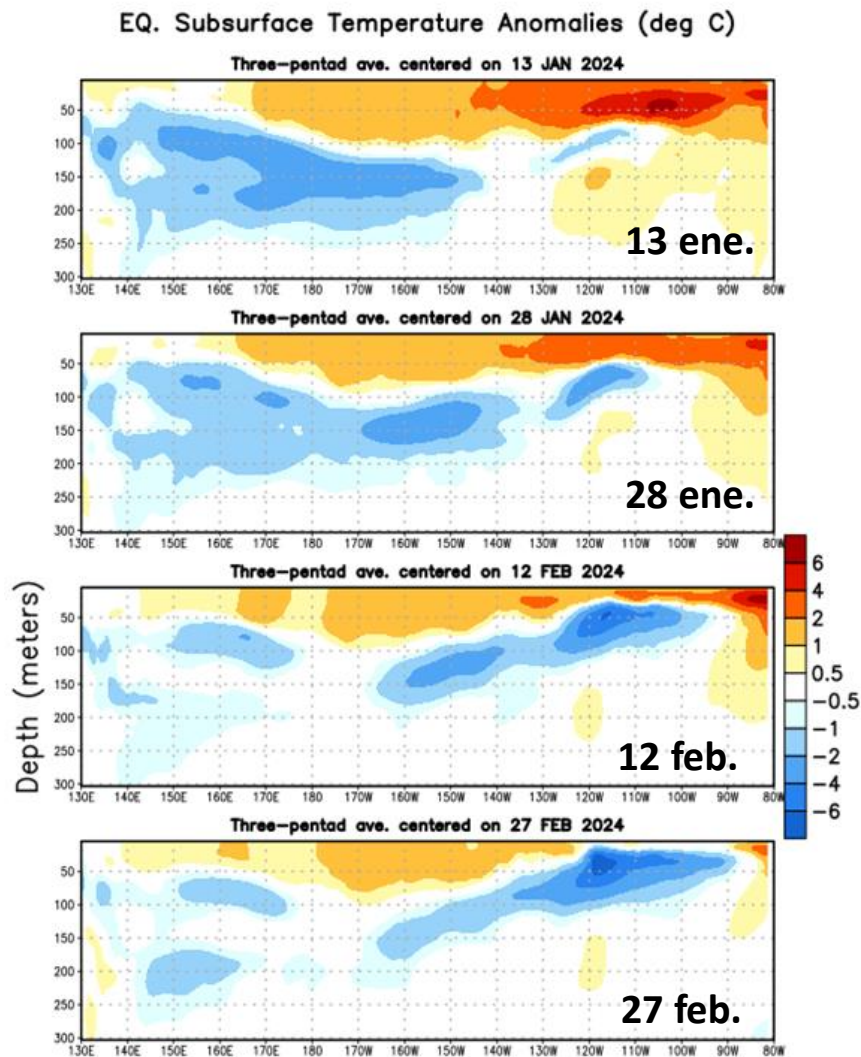 EQ. Subsurface Temperature Anomalies (deg C)
Three-pentad ave. centered on 13 JAN 2024
50
100
150
200
250
300
13 ene.
130E 140E 150E 160E 170E 180 170W 160W 150W 140W 130W 120W 110W 100W 90W 80W
Three-pentad ave. centered on 28 JAN 2024
50
100
150
200
250
300
28 ene.
130E 140E 150E 160E 170E 180 170W 160W 150W 140W 130W 120W 110W 100W 90W 80W
Three-pentad ave. centered on 12 FEB 2024
50
100
150
200
250
300
12 feb.
130E 140E 150E 160E 170E 180 170W 160W 150W 140W 130W 120W 110W 100W 90W 80W
Three-pentad ave. centered on 27 FEB 2024
50
100
150
200
250
300
27 feb.
130E 140E 150E 160E 170E 180 170W 160W 150W 140W 130W 120W 110W 100W 90W 80W
Depth (meters)
6
4
2
1
0.5
-0.5
-1
-2
-4
-6